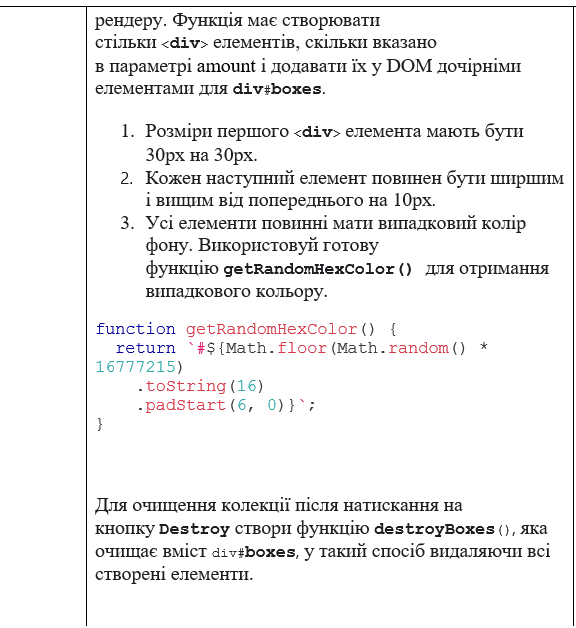 рендеру. Функція має створювати
стільки <div> елементів, скільки вказано
в параметрі amount і додавати їх у DOM дочірніми
елементами для div#boxes.
1. Розміри першого <div> елемента мають бути
30px на 30px.
2. Кожен наступний елемент повинен бути ширшим
і вищим від попереднього на 10px.
3. Усі елементи повинні мати випадковий колір
фону. Використовуй готову
функцію getRandomHexColor() для отримання
випадкового кольору.
function getRandomHexColor() {
return `#${Math.floor(Math.random() *
16777215)
.toString(16)
.padStart(6, 0)}`;
}
Для очищення колекції після натискання на
кнопку Destroy створи функцію destroyBoxes(), яка
очищає вміст div#boxes, у такий спосіб видаляючи всі
створені елементи.